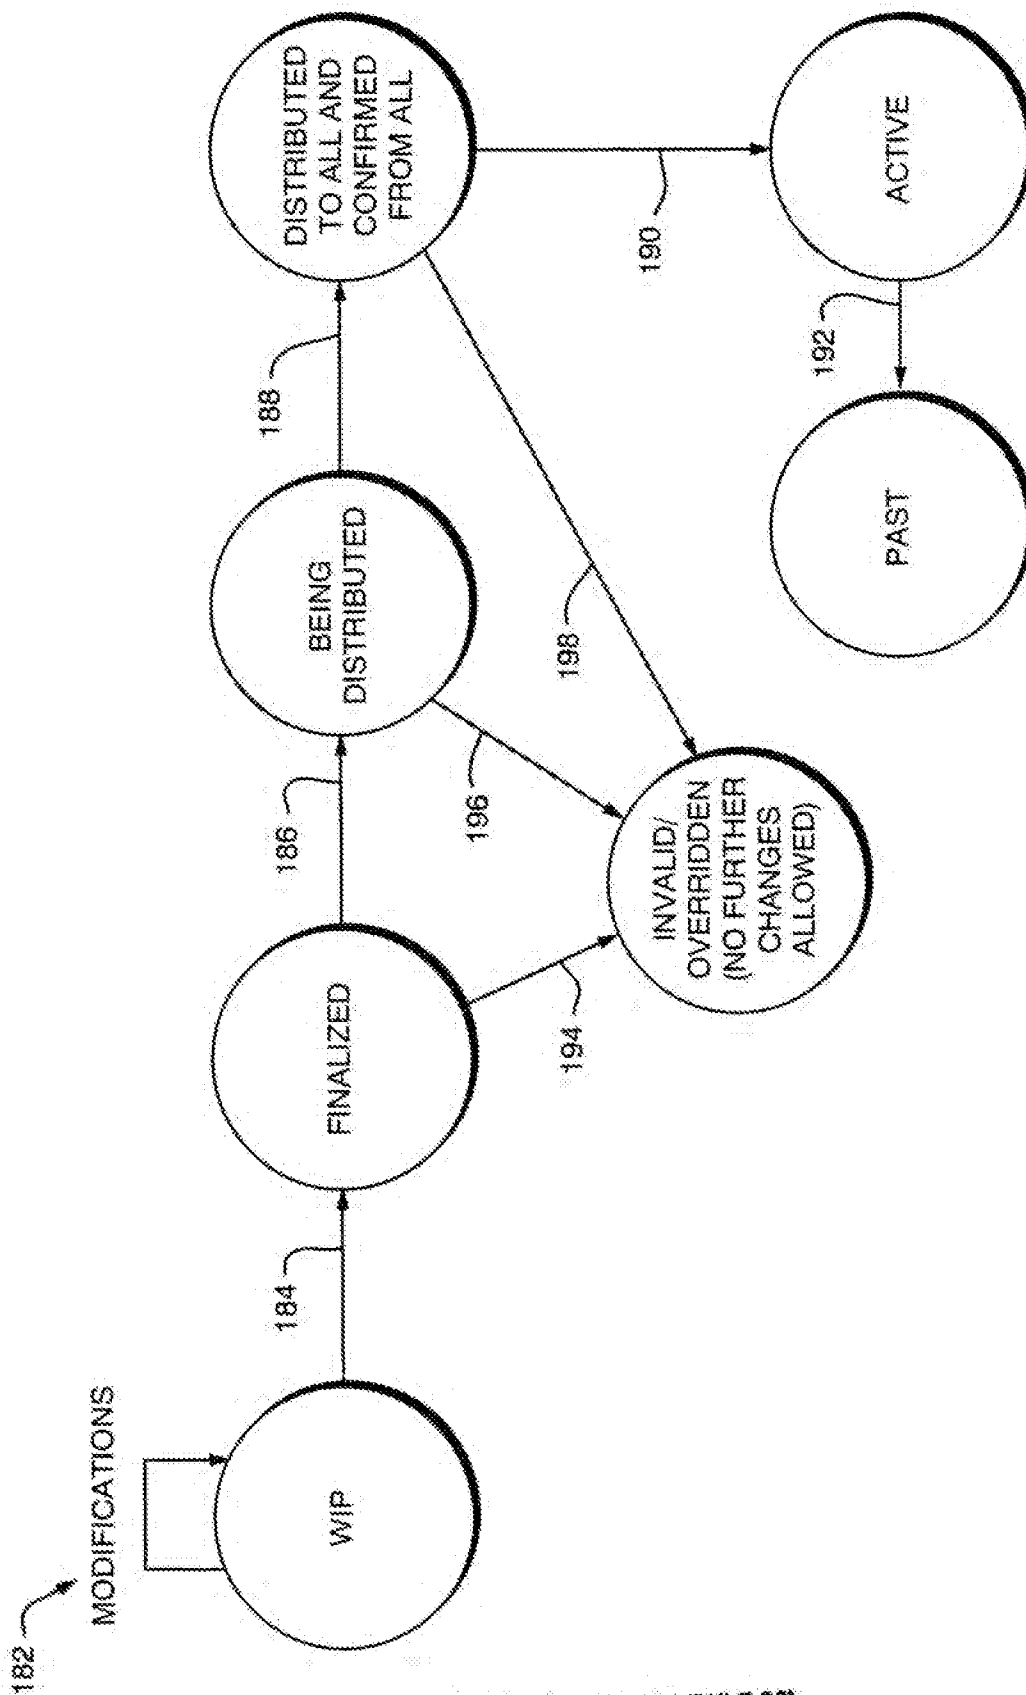 182
MODIFICATIONS
WIP
184
FINALIZED
186
BEING
DISTRIBUTED
188
DISTRIBUTED
TO ALL AND
CONFIRMED
FROM ALL
194
196
198
190
INVALID/
OVERRIDDEN
(NO FURTHER
CHANGES
ALLOWED)
192
PAST
ACTIVE